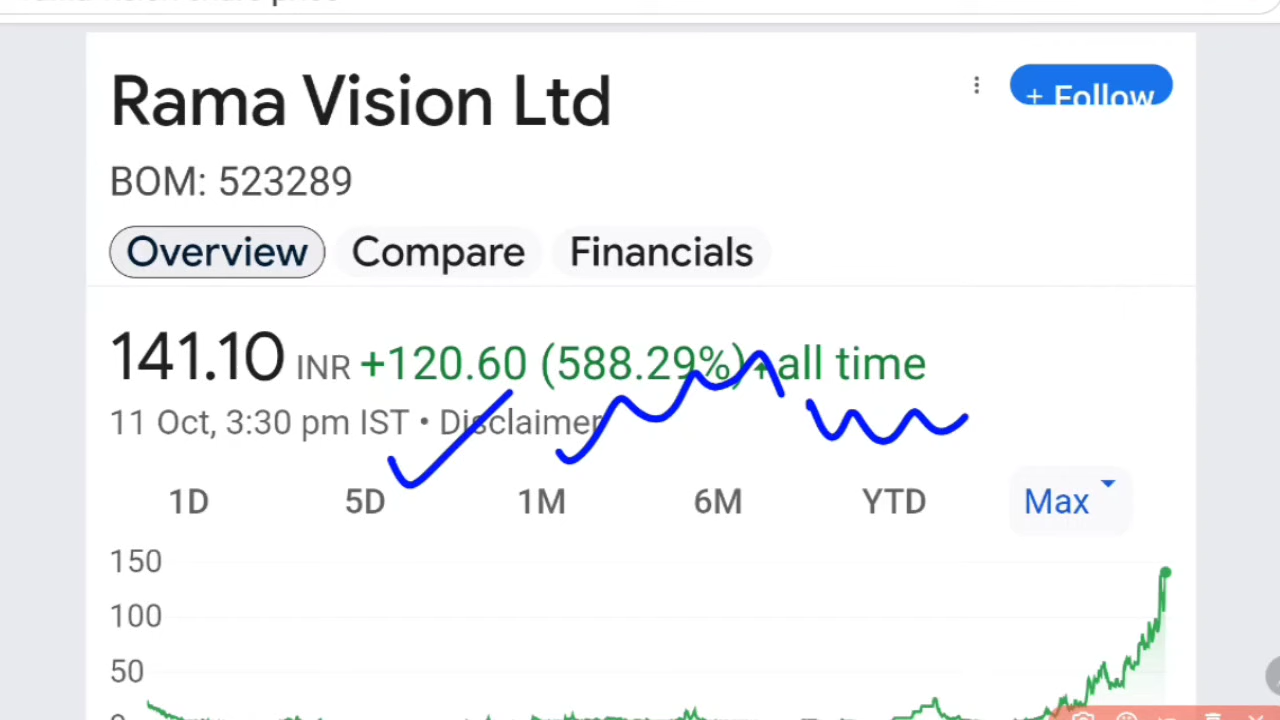 Rama Vision Ltd
+ Follow
BOM: 523289
Overview Compare Financials
141.10 INR +120.60 (588.29%) all time
11 Oct, 3:30 pm IST • Disclaimer
1D 5D 1M 6M YTD Max
150
100
50